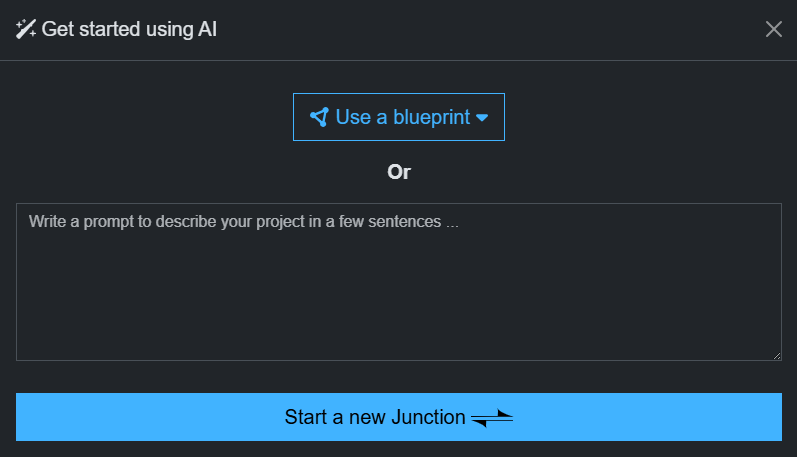 Get started using AI
Use a blueprint
Or
Write a prompt to describe your project in a few sentences ...
Start a new Junction